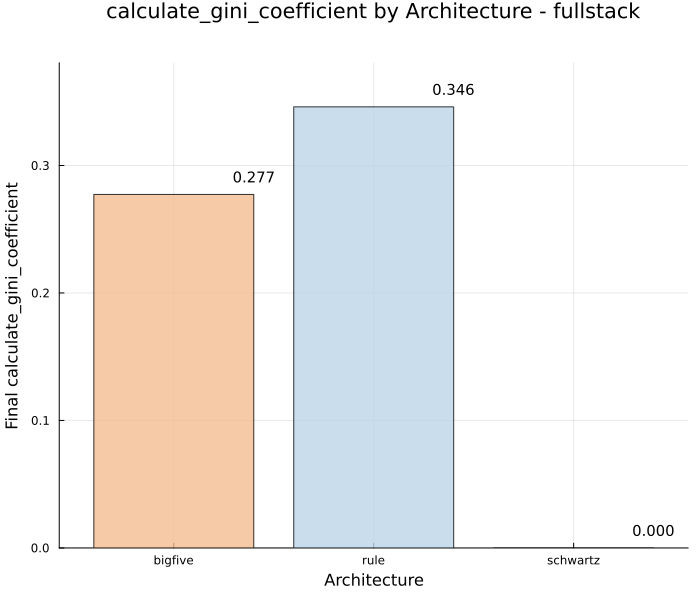 calculate_gini_coefficient by Architecture - fullstack
Final calculate_gini_coefficient
0.3
0.2
0.1
0.0
0.277
0.346
0.000
bigfive
rule
schwartz
Architecture